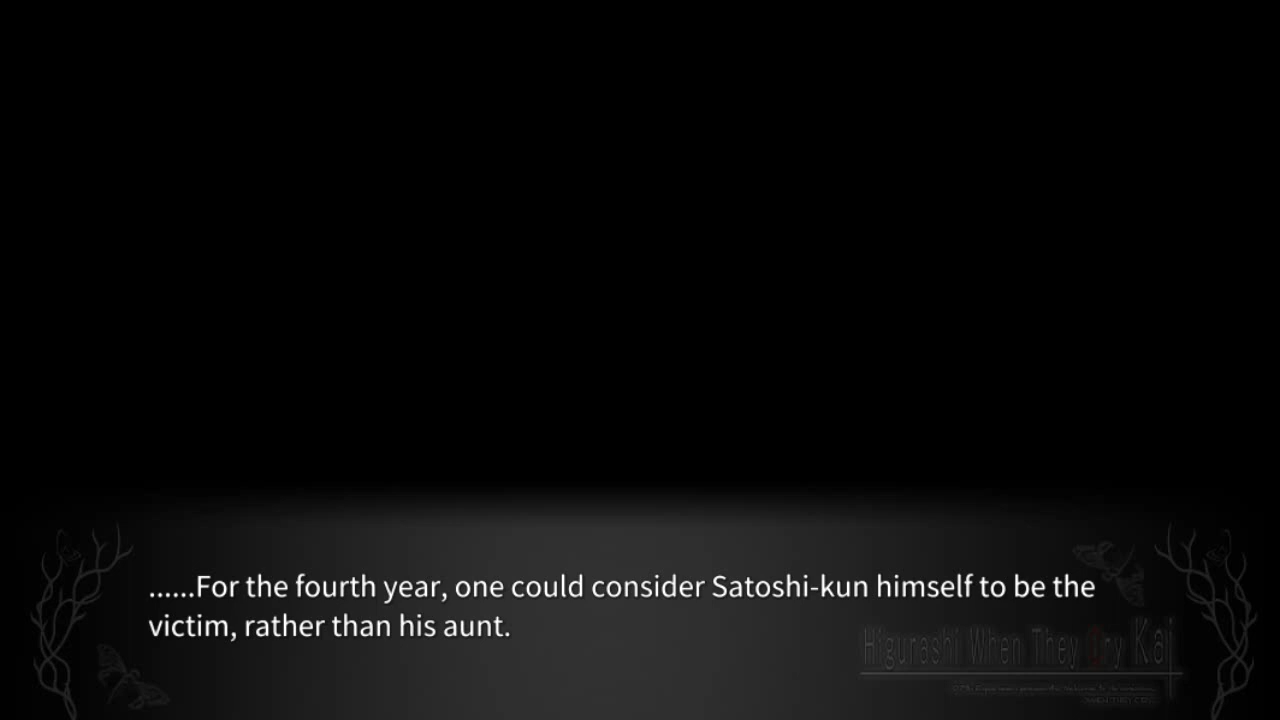 ......For the fourth year, one could consider Satoshi-kun himself to be the
victim, rather than his aunt.
Higurashi When They Cry Kai